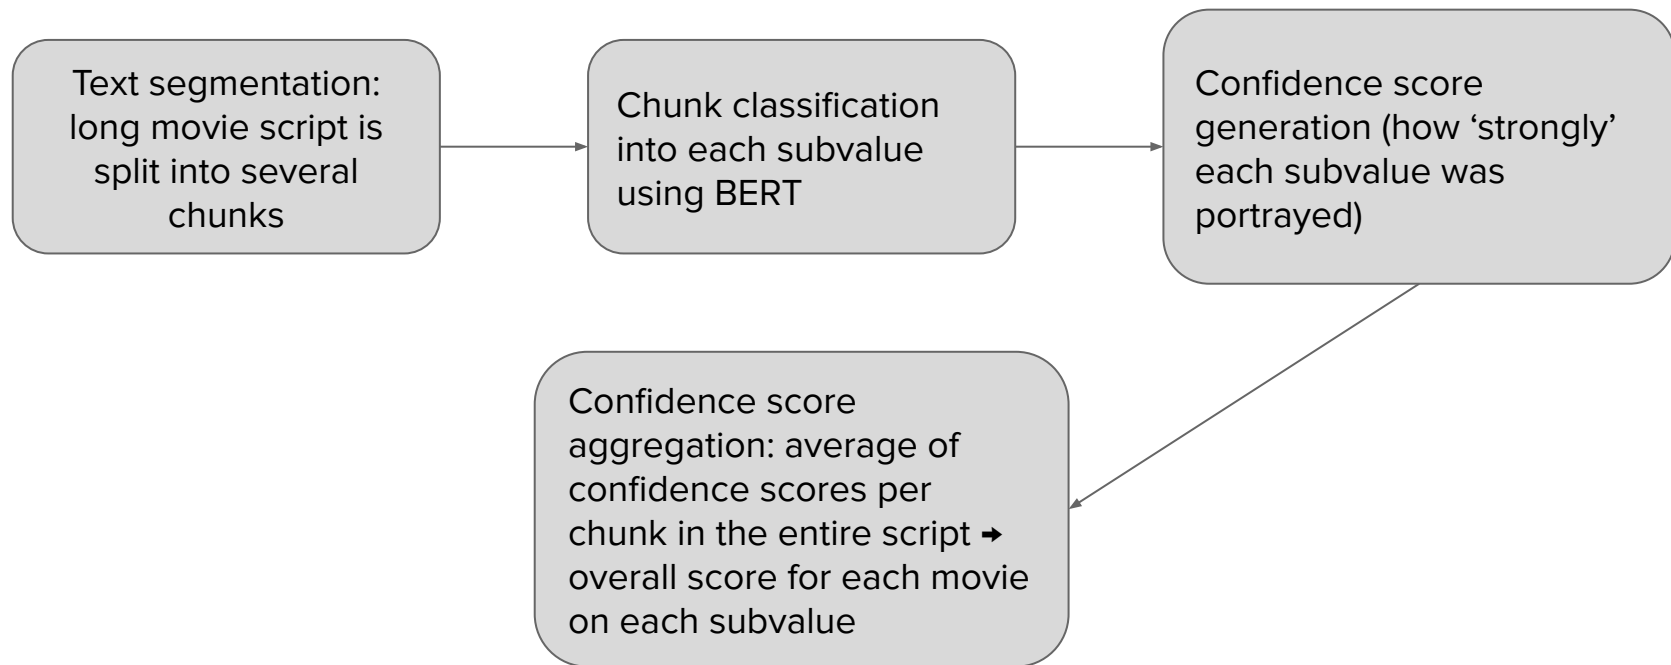 Text segmentation:
long movie script is
split into several
chunks
Chunk classification
into each subvalue
using BERT
Confidence score
generation (how ‘strongly’
each subvalue was
portrayed)
Confidence score
aggregation: average of
confidence scores per
chunk in the entire script →
overall score for each movie
on each subvalue